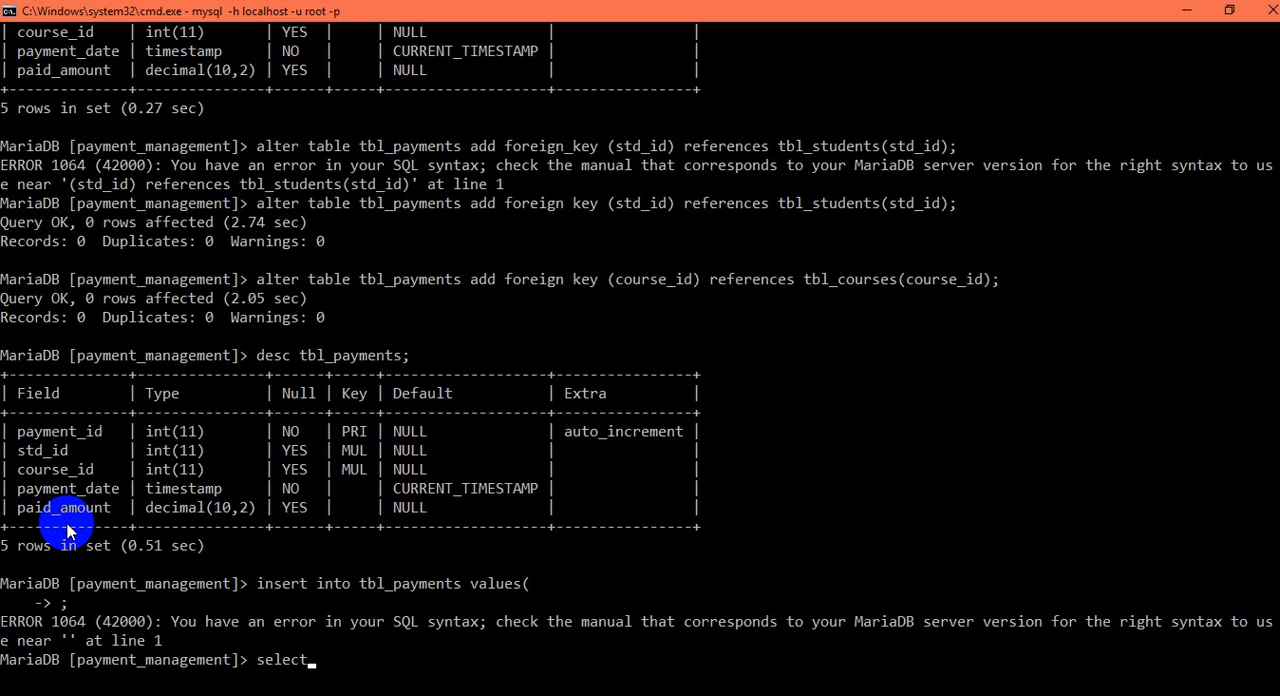 C:\Windows\system32\cmd.exe - mysql -h localhost -u root -p
| course_id    | int(11)       | YES  |     | NULL              |                |
| payment_date | timestamp     | NO   |     | CURRENT_TIMESTAMP |                |
| paid_amount  | decimal(10,2) | YES  |     | NULL              |                |
+--------------+---------------+------+-----+-------------------+----------------+
5 rows in set (0.27 sec)
MariaDB [payment_management]> alter table tbl_payments add foreign_key (std_id) references tbl_students(std_id);
ERROR 1064 (42000): You have an error in your SQL syntax; check the manual that corresponds to your MariaDB server version for the right syntax to us
e near '(std_id) references tbl_students(std_id)' at line 1
MariaDB [payment_management]> alter table tbl_payments add foreign key (std_id) references tbl_students(std_id);
Query OK, 0 rows affected (2.74 sec)
Records: 0  Duplicates: 0  Warnings: 0
MariaDB [payment_management]> alter table tbl_payments add foreign key (course_id) references tbl_courses(course_id);
Query OK, 0 rows affected (2.05 sec)
Records: 0  Duplicates: 0  Warnings: 0
MariaDB [payment_management]> desc tbl_payments;
+--------------+---------------+------+-----+-------------------+----------------+
| Field        | Type          | Null | Key | Default           | Extra          |
+--------------+---------------+------+-----+-------------------+----------------+
| payment_id   | int(11)       | NO   | PRI | NULL              | auto_increment |
| std_id       | int(11)       | YES  | MUL | NULL              |                |
| course_id    | int(11)       | YES  | MUL | NULL              |                |
| payment_date | timestamp     | NO   |     | CURRENT_TIMESTAMP |                |
| paid_amount  | decimal(10,2) | YES  |     | NULL              |                |
+--------------+---------------+------+-----+-------------------+----------------+
5 rows in set (0.51 sec)
MariaDB [payment_management]> insert into tbl_payments values(
    -> ;
ERROR 1064 (42000): You have an error in your SQL syntax; check the manual that corresponds to your MariaDB server version for the right syntax to us
e near '' at line 1
MariaDB [payment_management]> select